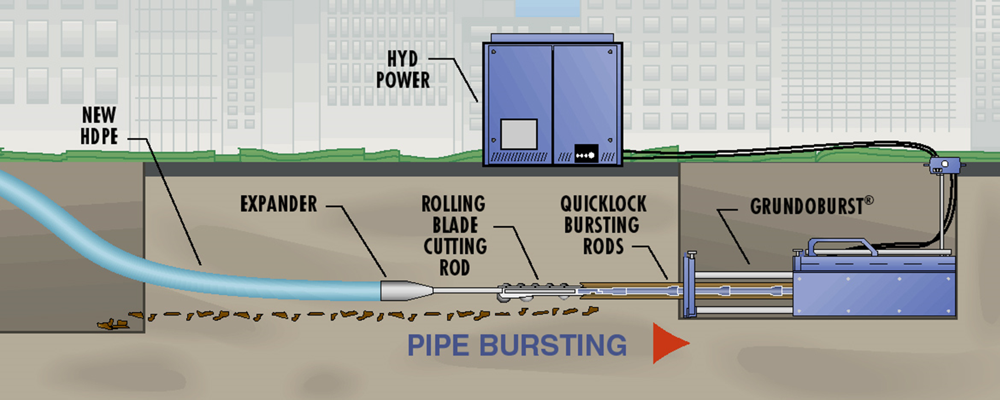 HYD
POWER
NEW
HDPE
EXPANDER
ROLLING
BLADE
CUTTING
ROD
QUICKLOCK
BURSTING
RODS
GRUNDOBURST®
PIPE BURSTING